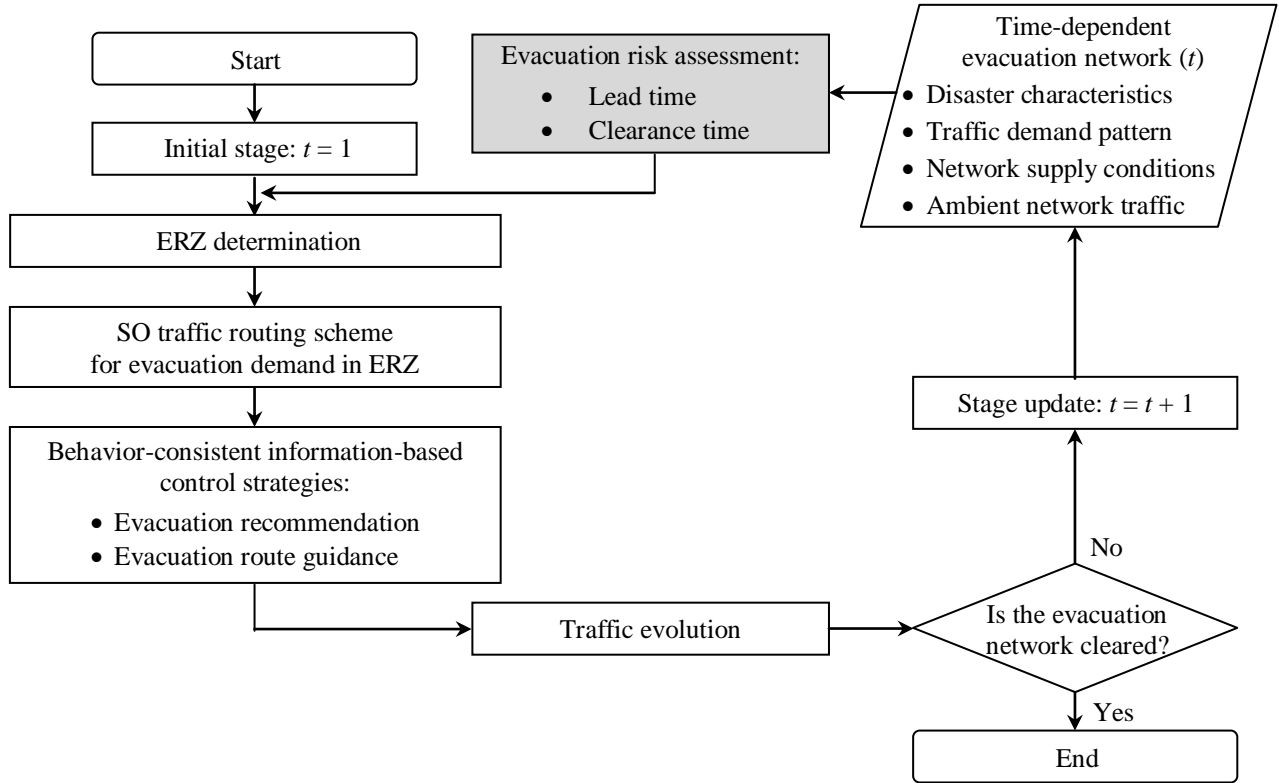 Start
Initial stage: t = 1
ERZ determination
SO traffic routing scheme
for evacuation demand in ERZ
Behavior-consistent information-based
control strategies:
• Evacuation recommendation
• Evacuation route guidance
Evacuation risk assessment:
• Lead time
• Clearance time
Time-dependent
evacuation network (t)
• Disaster characteristics
• Traffic demand pattern
• Network supply conditions
• Ambient network traffic
Stage update: t = t + 1
No
Traffic evolution
Is the evacuation
network cleared?
Yes
End